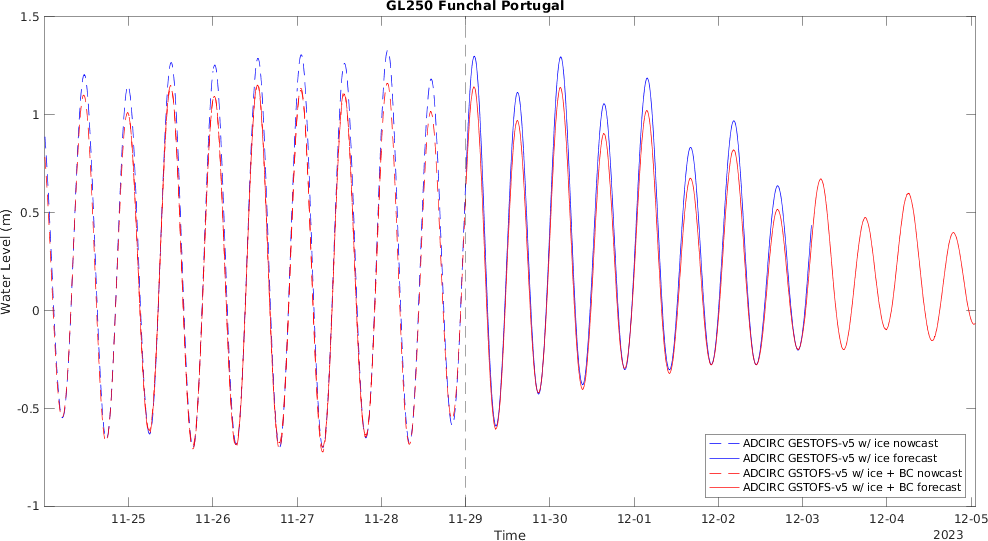 GL250 Funchal Portugal
1.5
1
0.5
0
-0.5
-1
Water Level (m)
11-25 11-26 11-27 11-28 11-29 11-30 12-01 12-02 12-03 12-04 12-05
Time
2023
ADCIRC GESTOFS-v5 w/ ice nowcast
ADCIRC GESTOFS-v5 w/ ice forecast
ADCIRC GSTOFS-v5 w/ ice + BC nowcast
ADCIRC GSTOFS-v5 w/ ice + BC forecast